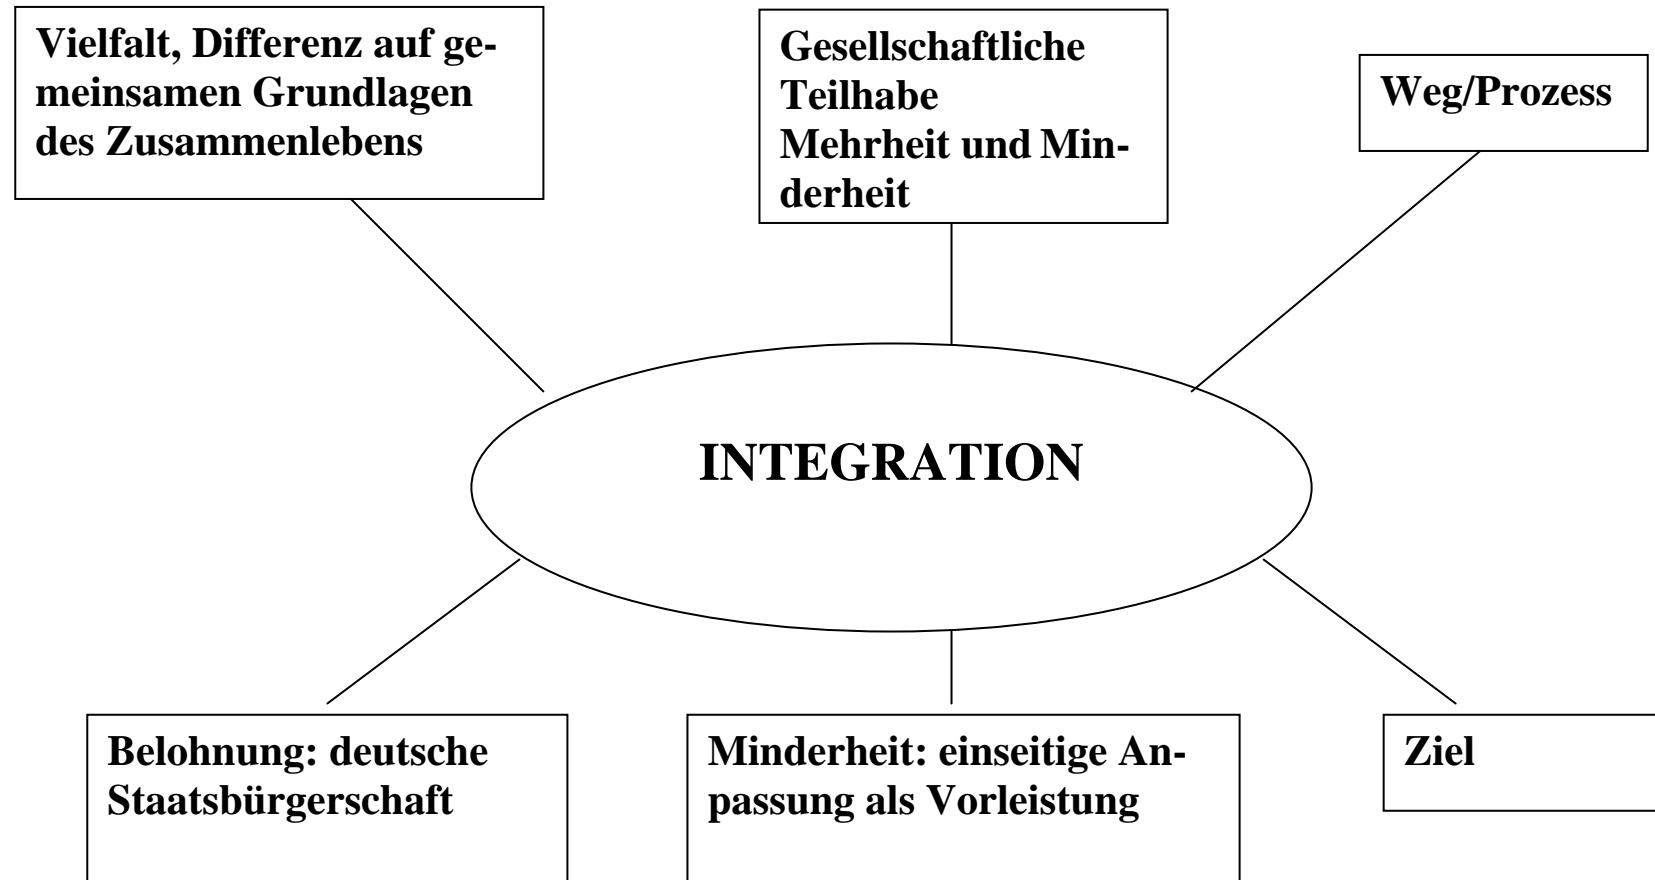 Vielfalt, Differenz auf ge-
meinsamen Grundlagen
des Zusammenlebens
Gesellschaftliche
Teilhabe
Mehrheit und Min-
derheit
Weg/Prozess
INTEGRATION
Belohnung: deutsche
Staatsbürgerschaft
Minderheit: einseitige An-
passung als Vorleistung
Ziel